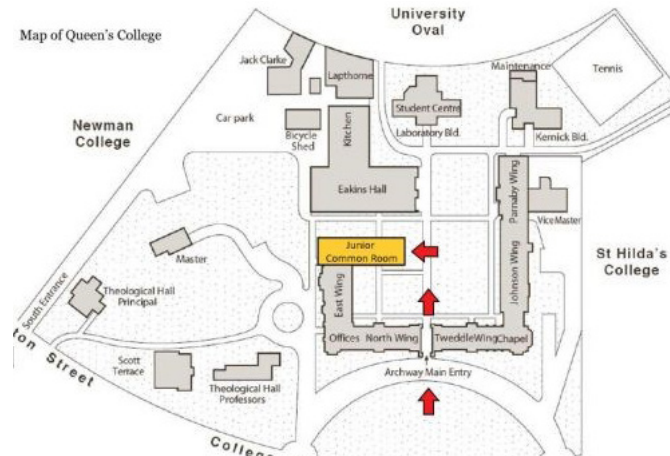 University
Oval
Map of Queen's College
Jack Clarke
Lapthorne
Maintenance
Tennis
Student Centre
Car park
Newman
College
Bicycle
Shed
Kitchen
Laboratory Bld.
Kernick Bld.
Eakins Hall
Parnaby Wing
Vice Master
Junior
Common Room
Master
St Hilda's
College
Johnson Wing
South Entrance
Theological Hall
Principal
East Wing
ton Street
Offices
North Wing
Tweddle Wing
Chapel
Scott
Terrace
Theological Hall
Professors
Archway Main Entry
College